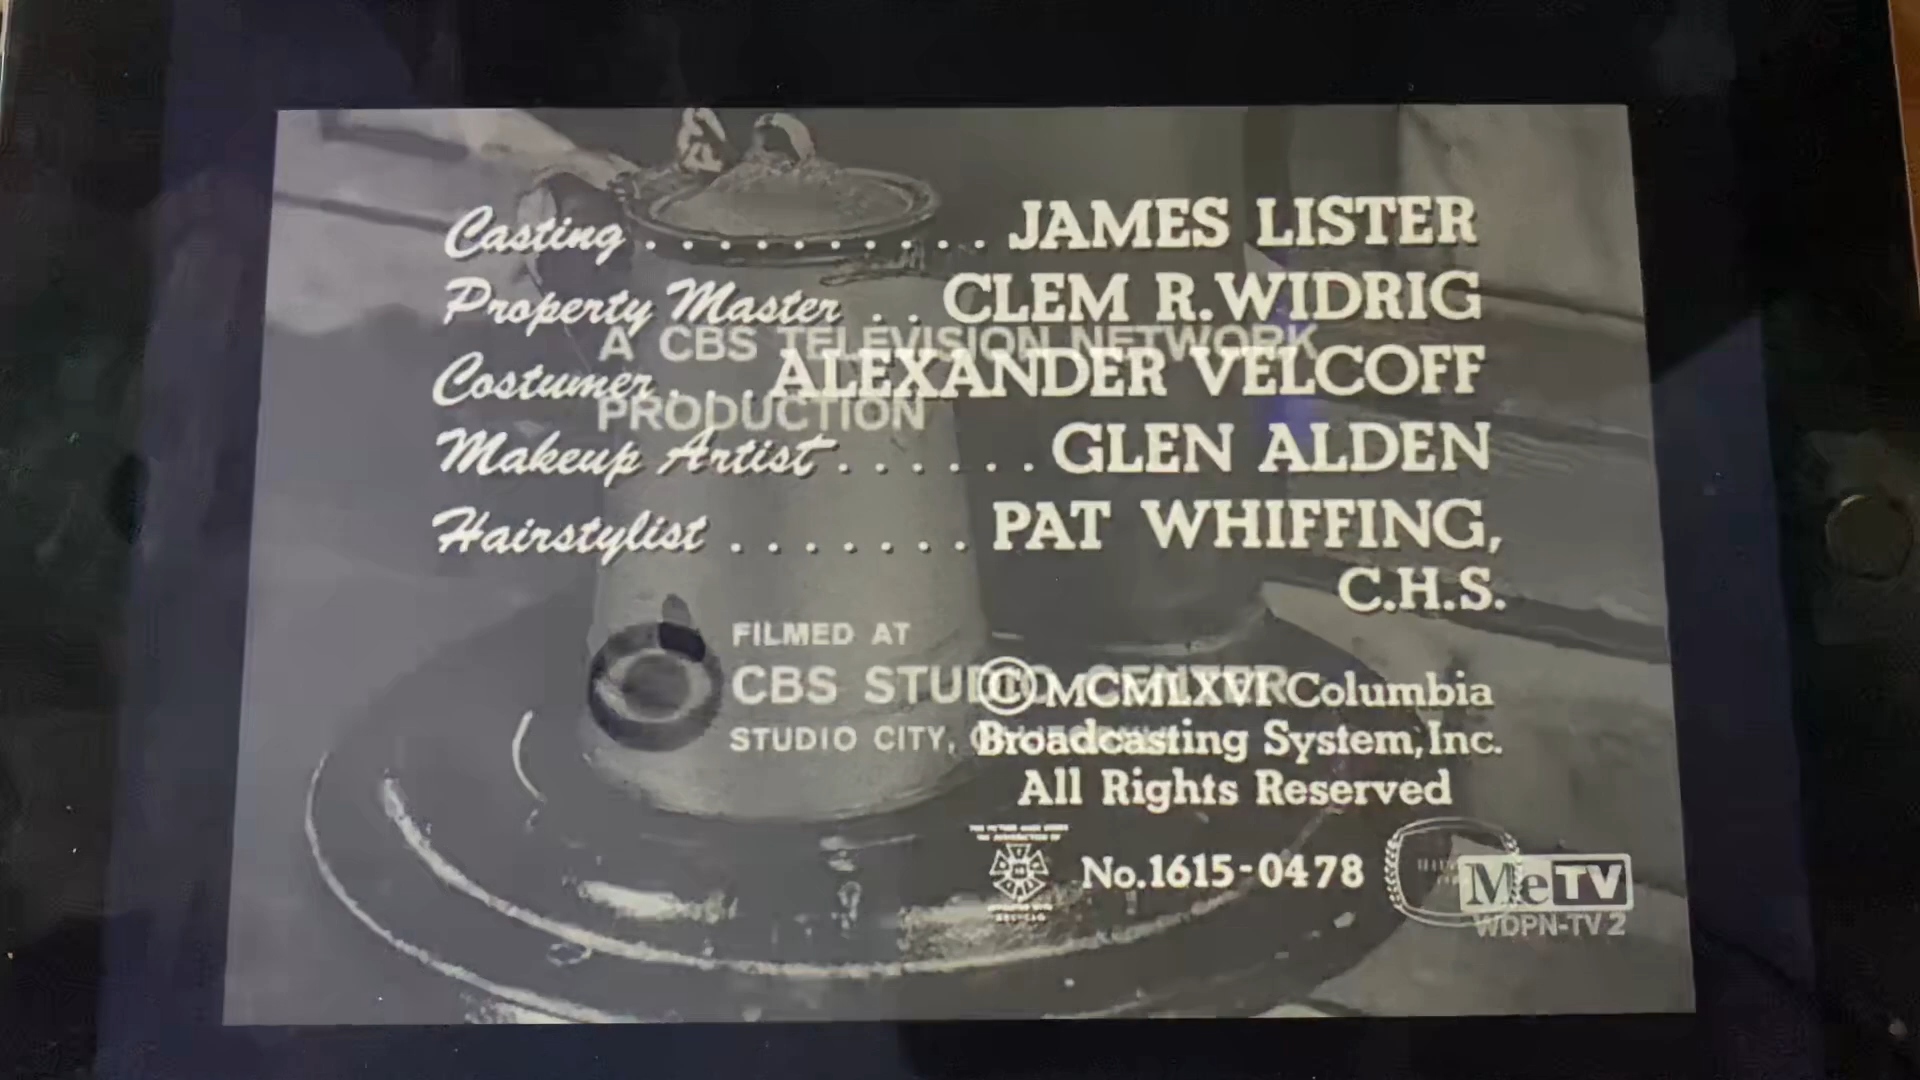 Casting . . . . . . . . . . . JAMES LISTER
Property Master . . CLEM R. WIDRIG
A CBS TELEVISION NETWORK
Costumer . . . . ALEXANDER VELCOFF
PRODUCTION
Makeup Artist . . . . . . GLEN ALDEN
Hairstylist . . . . . . . PAT WHIFFING,
C.H.S.
FILMED AT
CBS STUDIO CENTER
© MCMLXVI Columbia
STUDIO CITY,
Broadcasting System, Inc.
All Rights Reserved
No. 1615-0478
MeTV
WDPN-TV 2